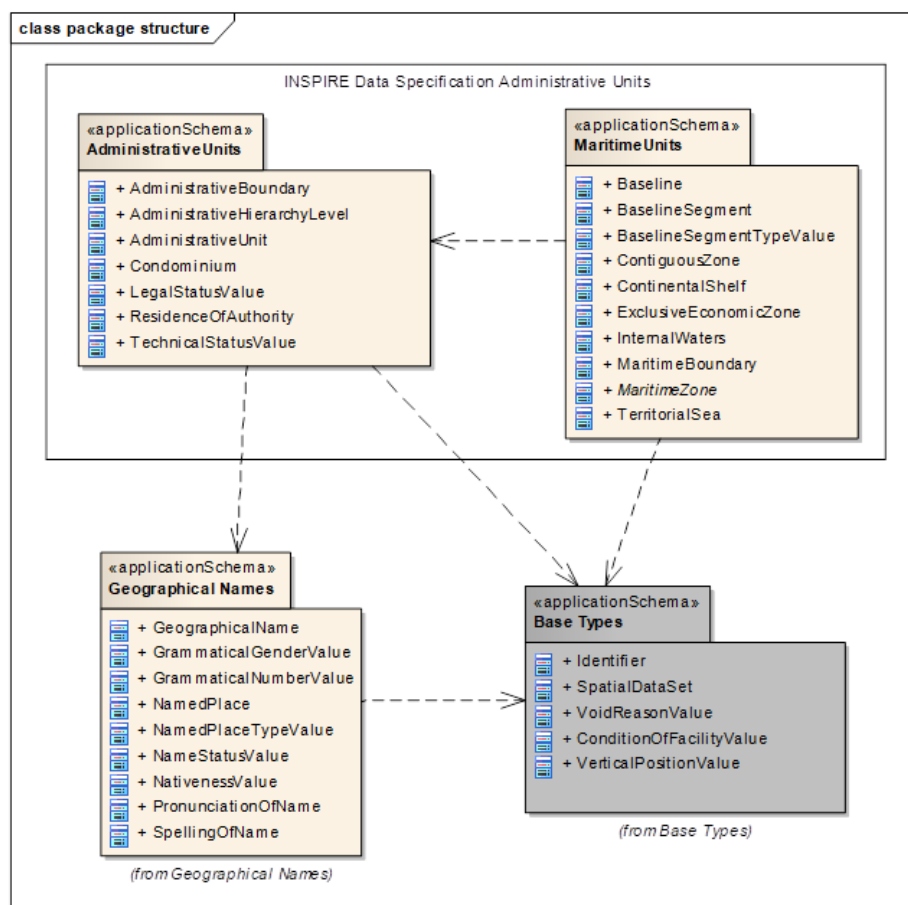 class package structure
INSPIRE Data Specification Administrative Units
«applicationSchema»
AdministrativeUnits
+ AdministrativeBoundary
+ AdministrativeHierarchyLevel
+ AdministrativeUnit
+ Condominium
+ LegalStatusValue
+ ResidenceOfAuthority
+ TechnicalStatusValue
«applicationSchema»
MaritimeUnits
+ Baseline
+ BaselineSegment
+ BaselineSegmentTypeValue
+ ContiguousZone
+ ContinentalShelf
+ ExclusiveEconomicZone
+ InternalWaters
+ MaritimeBoundary
+ MaritimeZone
+ TerritorialSea
«applicationSchema»
Geographical Names
+ GeographicalName
+ GrammaticalGenderValue
+ GrammaticalNumberValue
+ NamedPlace
+ NamedPlaceTypeValue
+ NameStatusValue
+ NativenessValue
+ PronunciationOfName
+ SpellingOfName
(from Geographical Names)
«applicationSchema»
Base Types
+ Identifier
+ SpatialDataSet
+ VoidReasonValue
+ ConditionOfFacilityValue
+ VerticalPositionValue
(from Base Types)